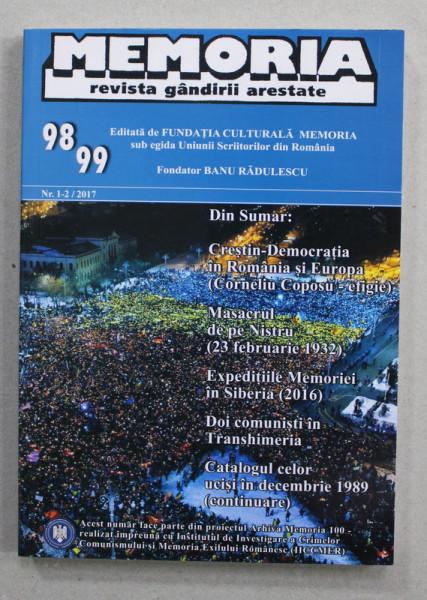 MEMORIA
revista gândirii arestate
98
99
Editată de FUNDAȚIA CULTURALĂ MEMORIA
sub egida Uniunii Scriitorilor din România
Fondator BANU RĂDULESCU
Nr. 1-2 / 2017
Din Sumar:
Creștin-Democrația
în România și Europa
(Corneliu Coposu - efigie)
Masacrul
de pe Nistru
(23 februarie 1932)
Expedițiile Memoriei
în Siberia (2016)
Doi comuniști în
Transhimeria
Catalogul celor
uciși în decembrie 1989
(continuare)
Acest număr face parte din proiectul Arhiva Memoria 100 -
realizat împreună cu Institutul de Investigare a Crimelor
Comunismului și Memoria Exilului Românesc (IICCMER)